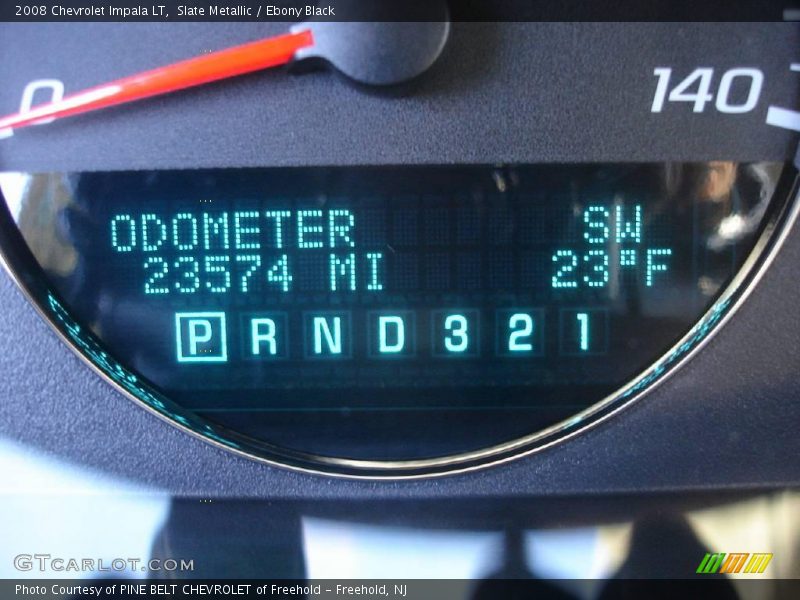 2008 Chevrolet Impala LT, Slate Metallic / Ebony Black
0 140
ODOMETER SW
23574 MI 23°F
P R N D 3 2 1
GTcarlot.com
Photo Courtesy of PINE BELT CHEVROLET of Freehold - Freehold, NJ